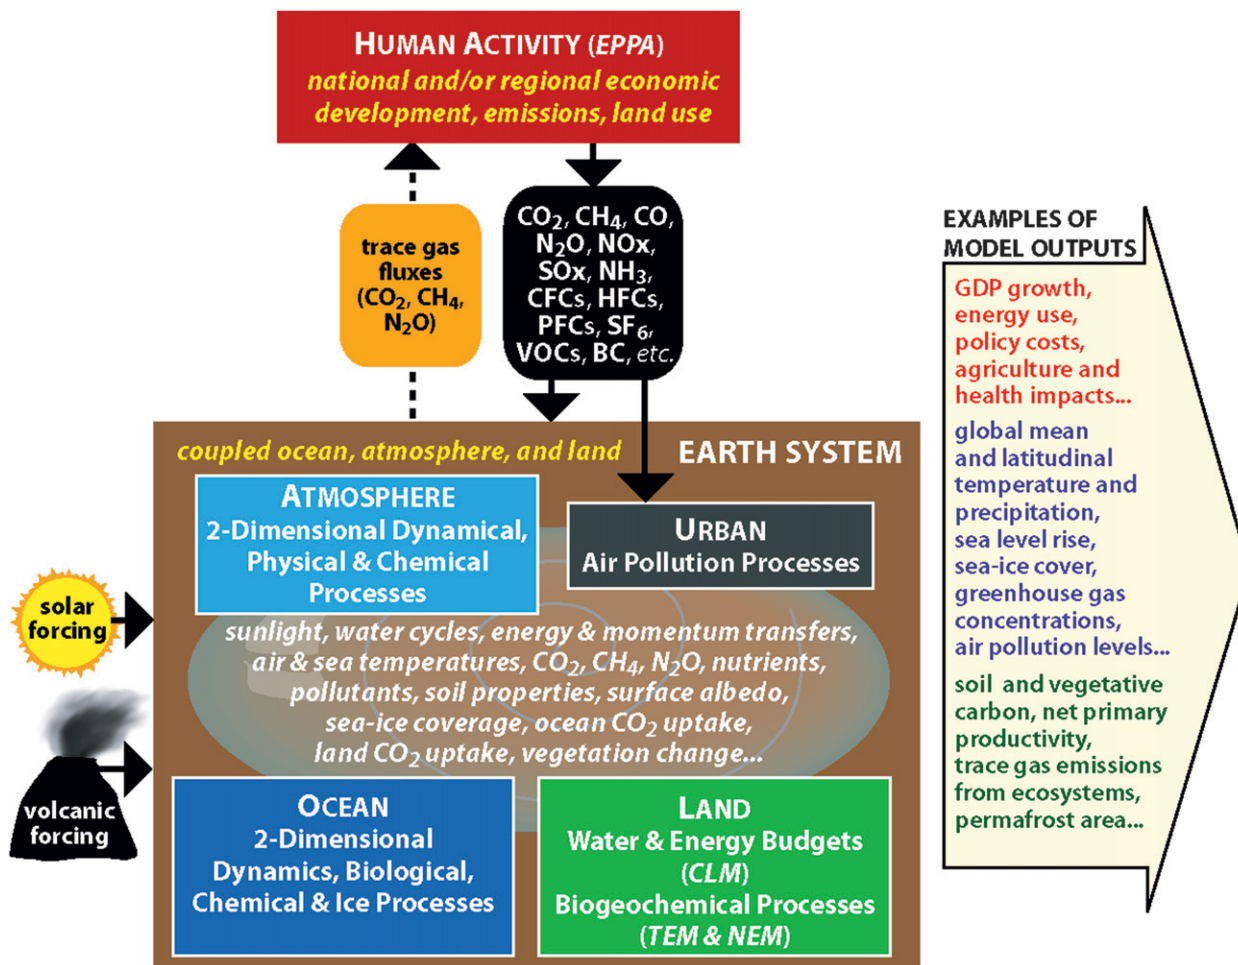 HUMAN ACTIVITY (EPPA)
national and/or regional economic
development, emissions, land use
trace gas
fluxes
(CO₂, CH₄,
N₂O)
CO₂, CH₄, CO,
N₂O, NOx,
SOx, NH₃,
CFCs, HFCs,
PFCs, SF₆,
VOCs, BC, etc.
coupled ocean, atmosphere, and land
EARTH SYSTEM
ATMOSPHERE
2-Dimensional Dynamical,
Physical & Chemical
Processes
URBAN
Air Pollution Processes
solar
forcing
volcanic
forcing
sunlight, water cycles, energy & momentum transfers,
air & sea temperatures, CO₂, CH₄, N₂O, nutrients,
pollutants, soil properties, surface albedo,
sea-ice coverage, ocean CO₂ uptake,
land CO₂ uptake, vegetation change...
OCEAN
2-Dimensional
Dynamics, Biological,
Chemical & Ice Processes
LAND
Water & Energy Budgets
(CLM)
Biogeochemical Processes
(TEM & NEM)
EXAMPLES OF
MODEL OUTPUTS
GDP growth,
energy use,
policy costs,
agriculture and
health impacts...
global mean
and latitudinal
temperature and
precipitation,
sea level rise,
sea-ice cover,
greenhouse gas
concentrations,
air pollution levels...
soil and vegetative
carbon, net primary
productivity,
trace gas emissions
from ecosystems,
permafrost area...